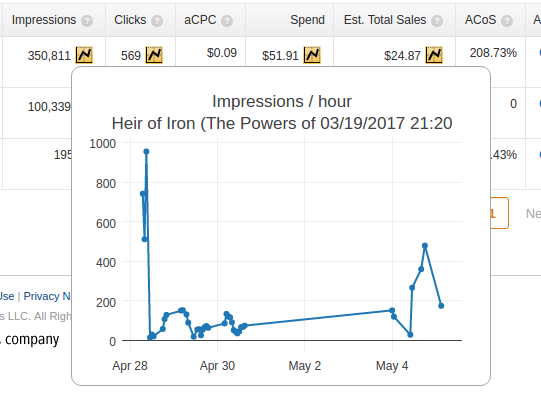 Impressions ? Clicks ? aCPC ? Spend Est. Total Sales ? ACoS ? A
350,811 569 $0.09 $51.91 $24.87 208.73%
100,339 0
195 .43%
Impressions / hour
Heir of Iron (The Powers of 03/19/2017 21:20
1000
800
600
400
200
0
Apr 28 Apr 30 May 2 May 4
1 Ne
Use | Privacy N
s LLC. All Righ
. company